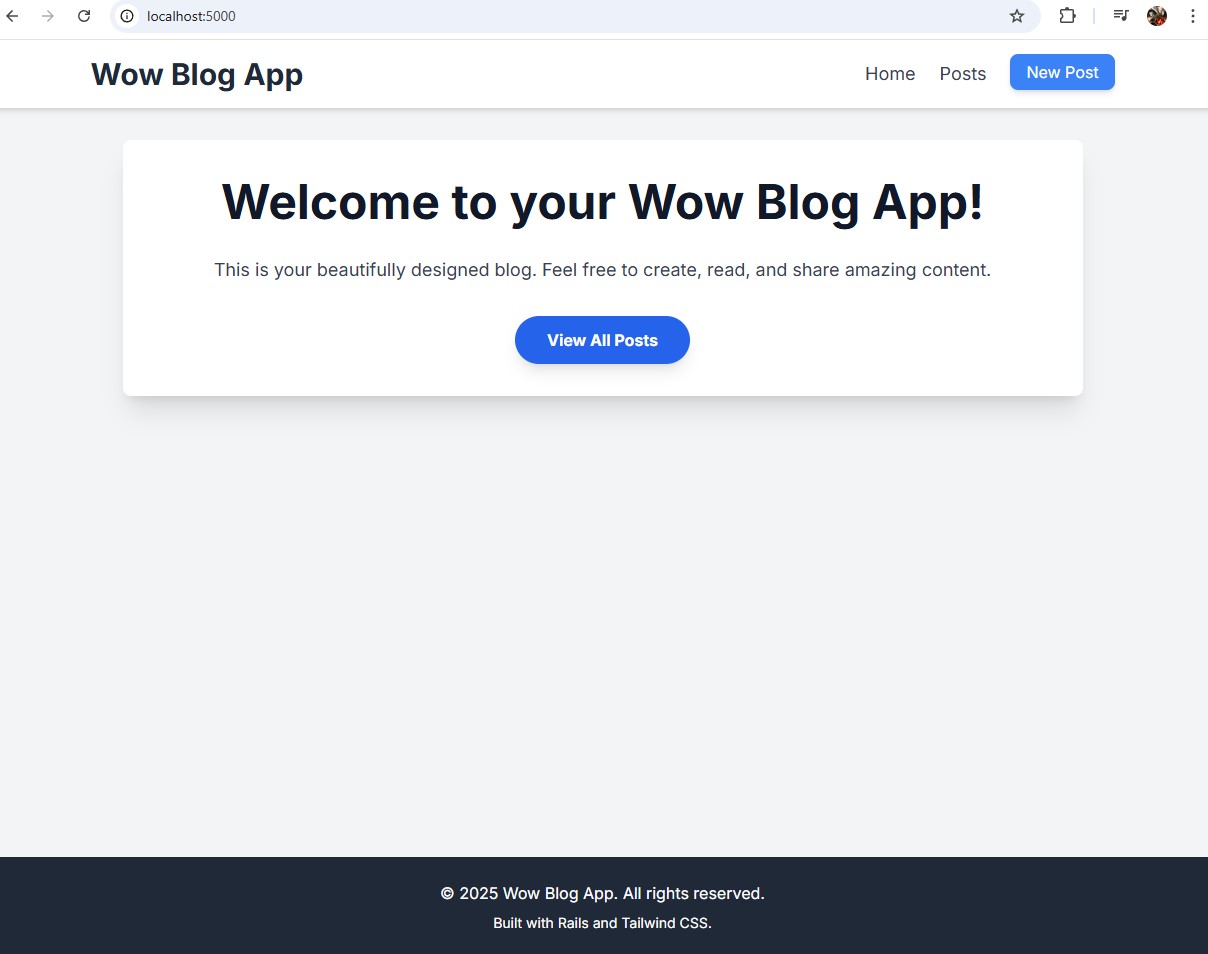 localhost:5000
Wow Blog App
Home
Posts
New Post
Welcome to your Wow Blog App!
This is your beautifully designed blog. Feel free to create, read, and share amazing content.
View All Posts
© 2025 Wow Blog App. All rights reserved.
Built with Rails and Tailwind CSS.